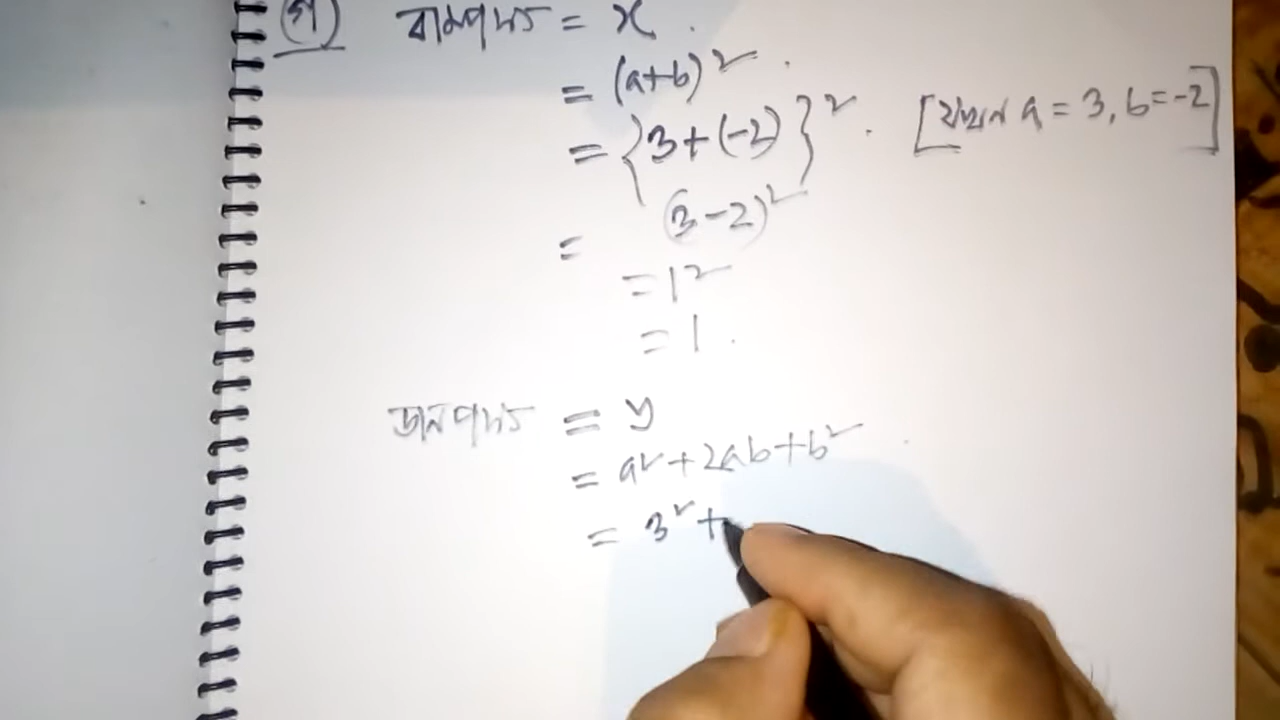 (গ) বামপক্ষ = x.
= (a+b)².
= {3+(-2)}². [যখন a = 3, b = -2]
= (3-2)²
= 1²
= 1.
ডানপক্ষ = y
= a² + 2ab + b²
= 3² +